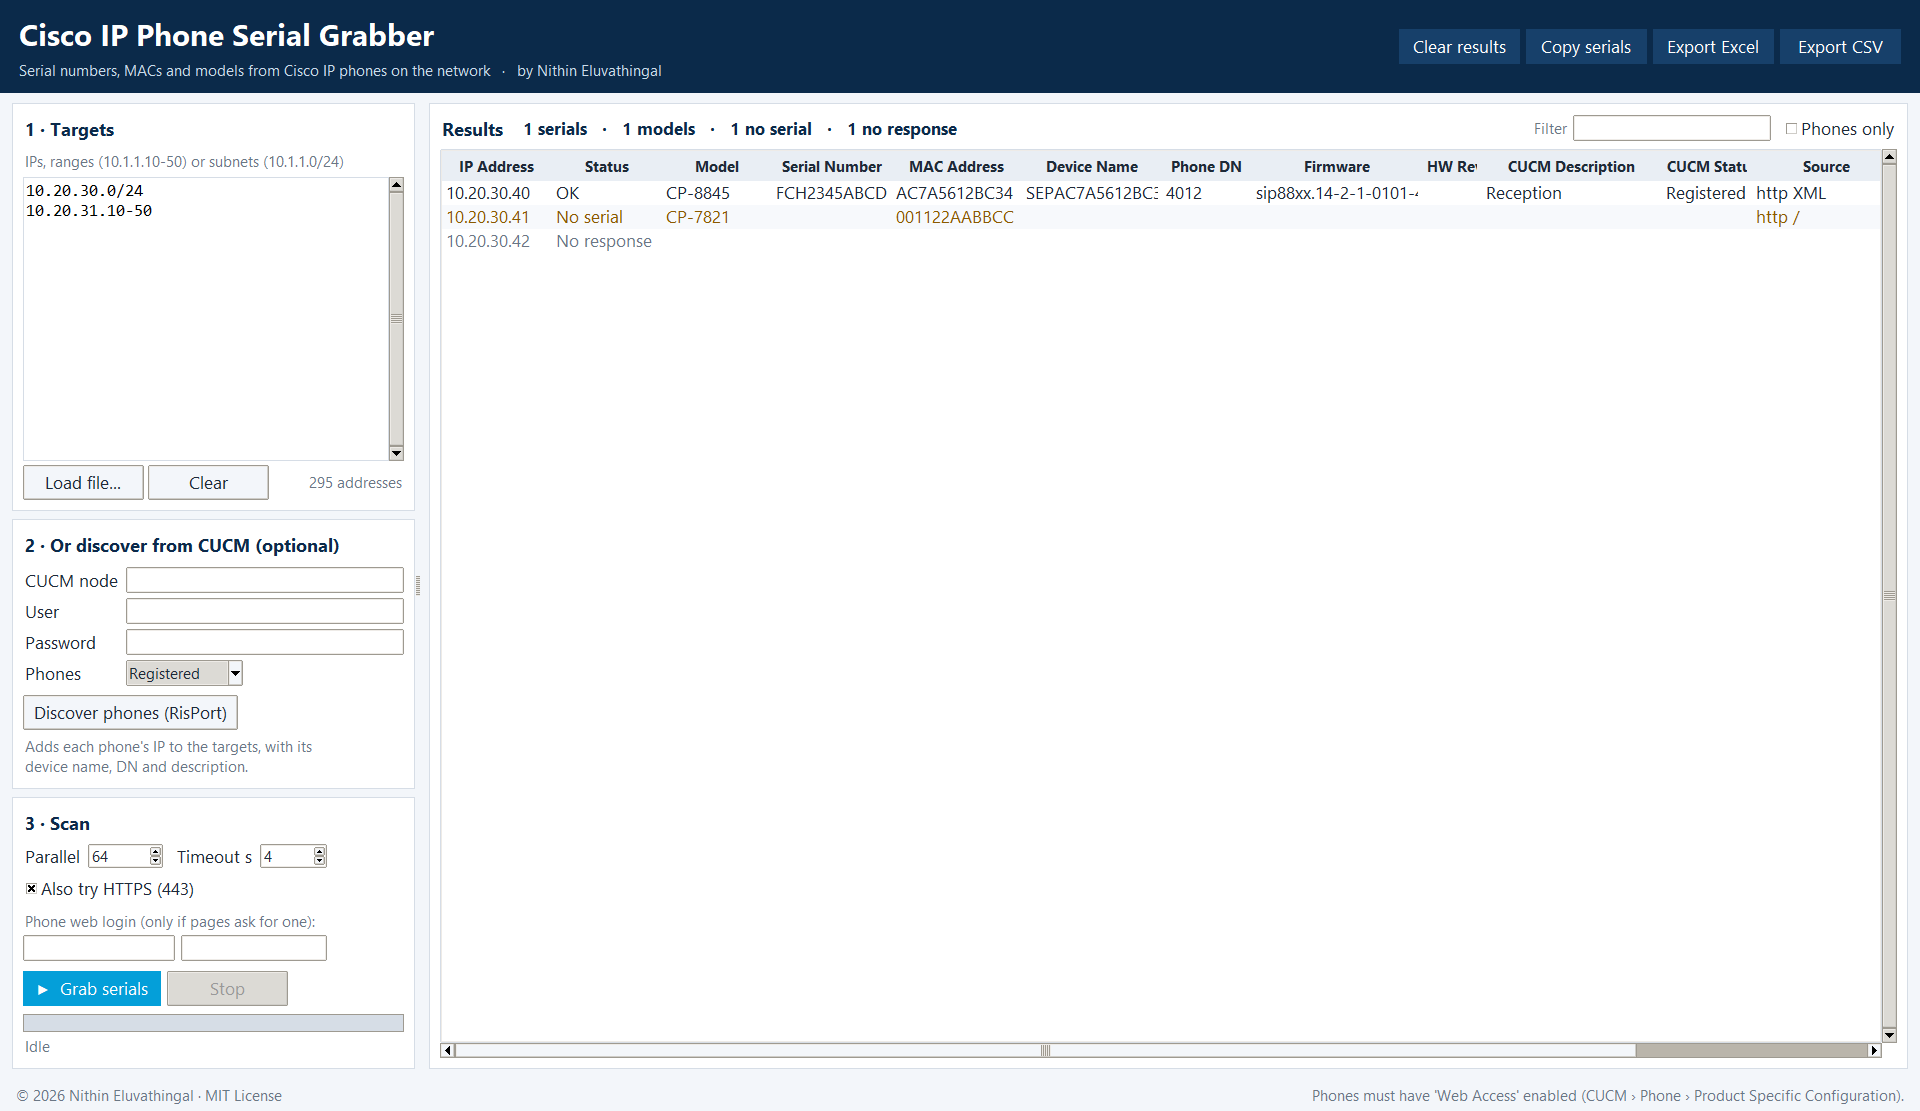 Cisco IP Phone Serial Grabber
Serial numbers, MACs and models from Cisco IP phones on the network · by Nithin Eluvathingal
Clear results
Copy serials
Export Excel
Export CSV
1 · Targets
IPs, ranges (10.1.1.10-50) or subnets (10.1.1.0/24)
10.20.30.0/24
10.20.31.10-50
Load file...
Clear
295 addresses
2 · Or discover from CUCM (optional)
CUCM node
User
Password
Phones Registered
Discover phones (RisPort)
Adds each phone's IP to the targets, with its
device name, DN and description.
3 · Scan
Parallel 64 Timeout s 4
Also try HTTPS (443)
Phone web login (only if pages ask for one):
► Grab serials
Stop
Idle
Results 1 serials · 1 models · 1 no serial · 1 no response
Filter
Phones only
IP Address Status Model Serial Number MAC Address Device Name Phone DN Firmware HW Rev CUCM Description CUCM Statu Source
10.20.30.40 OK CP-8845 FCH2345ABCD AC7A5612BC34 SEPAC7A5612BC3 4012 sip88xx.14-2-1-0101-4 Reception Registered http XML
10.20.30.41 No serial CP-7821 001122AABBCC http /
10.20.30.42 No response
© 2026 Nithin Eluvathingal · MIT License
Phones must have 'Web Access' enabled (CUCM › Phone › Product Specific Configuration).